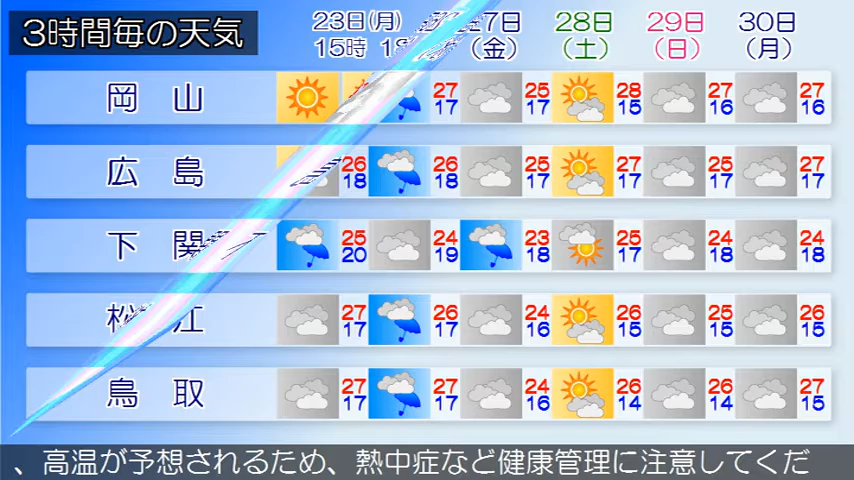 3時間毎の天気
23日(月)
15時 18
7日 28日 29日 30日
(金) (土) (日) (月)
岡山 27 17 25 17 28 15 27 16 27 16
広島 26 18 26 18 25 17 27 17 25 17 27 17
下関 25 20 24 19 23 18 25 17 24 18 24 18
松江 27 17 26 17 24 16 26 15 25 15 26 15
鳥取 27 17 27 17 24 16 26 14 26 14 27 15
、高温が予想されるため、熱中症など健康管理に注意してくだ